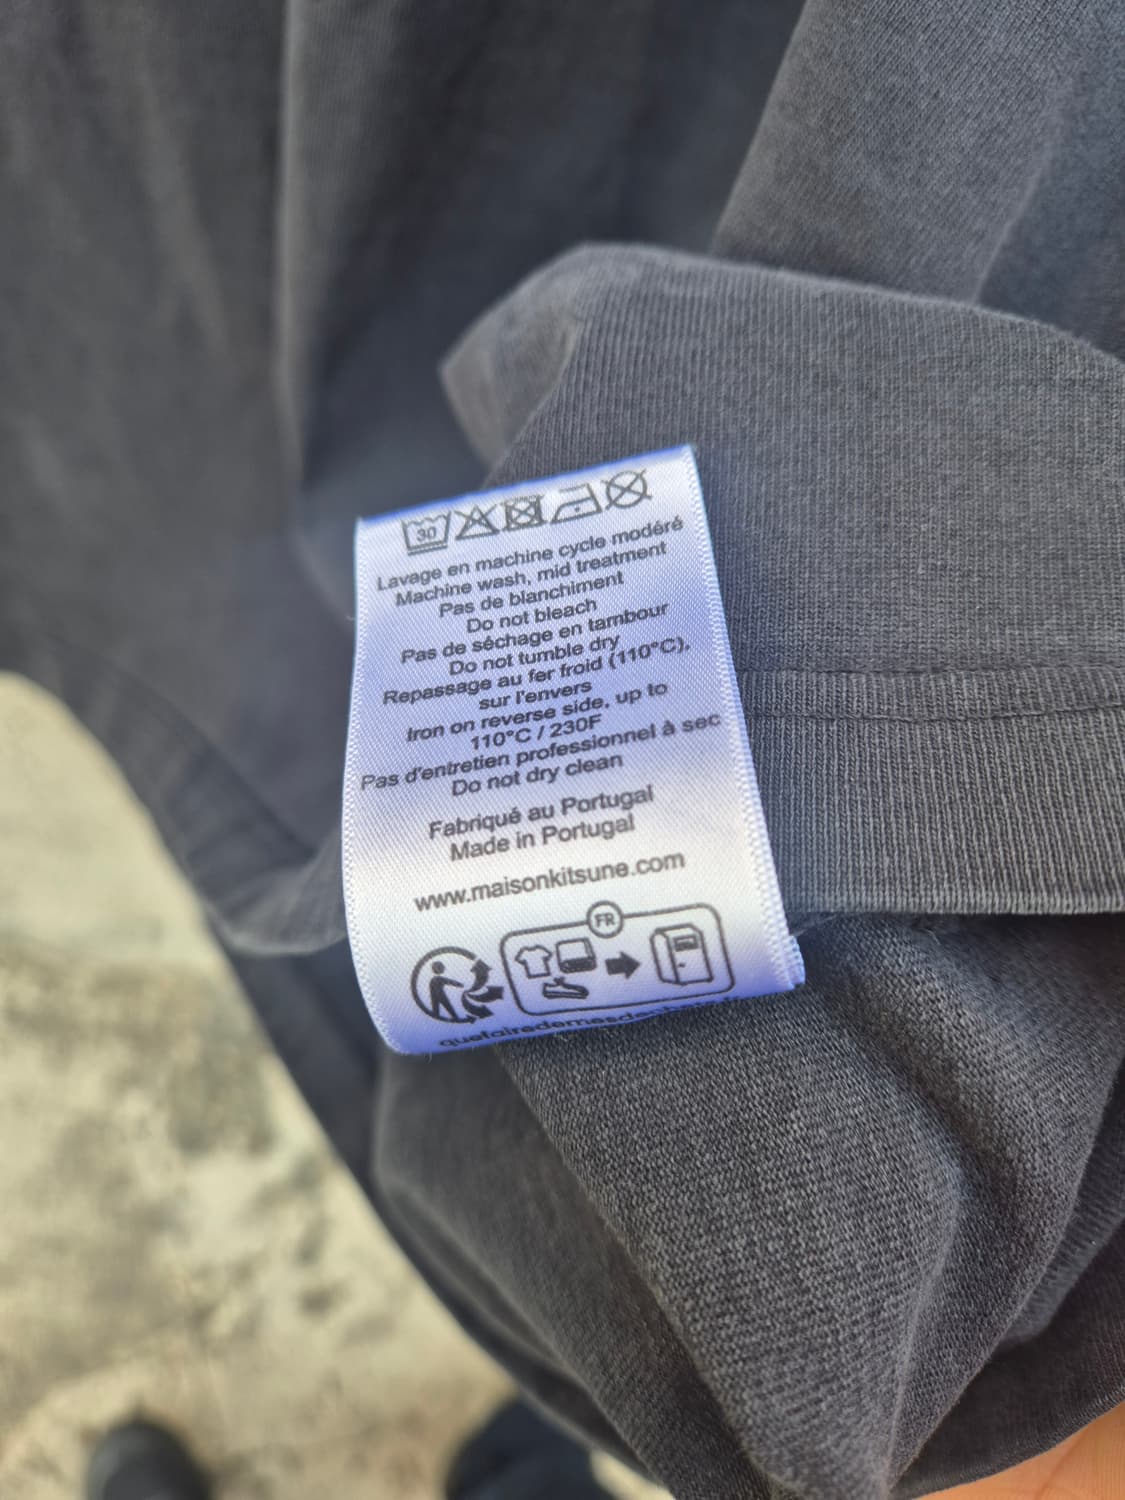 30
Lavage en machine cycle modéré
Machine wash, mid treatment
Pas de blanchiment
Do not bleach
Pas de séchage en tambour
Do not tumble dry
Repassage au fer froid (110°C),
sur l'envers
Iron on reverse side, up to
110°C / 230F
Pas d'entretien professionnel à sec
Do not dry clean
Fabriqué au Portugal
Made in Portugal
www.maisonkitsune.com
FR